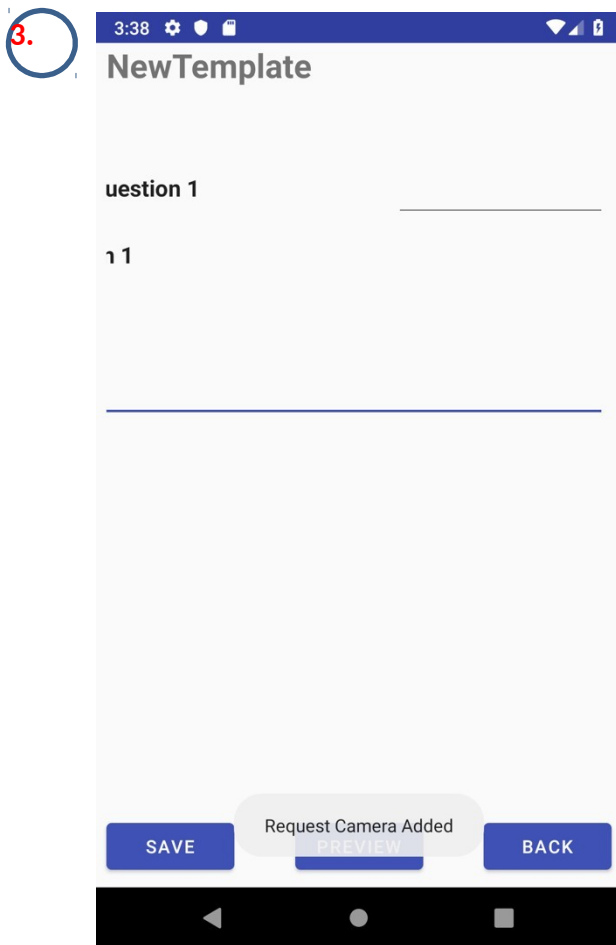 3.
3:38
NewTemplate
uestion 1
n 1
Request Camera Added
SAVE
PREVIEW
BACK